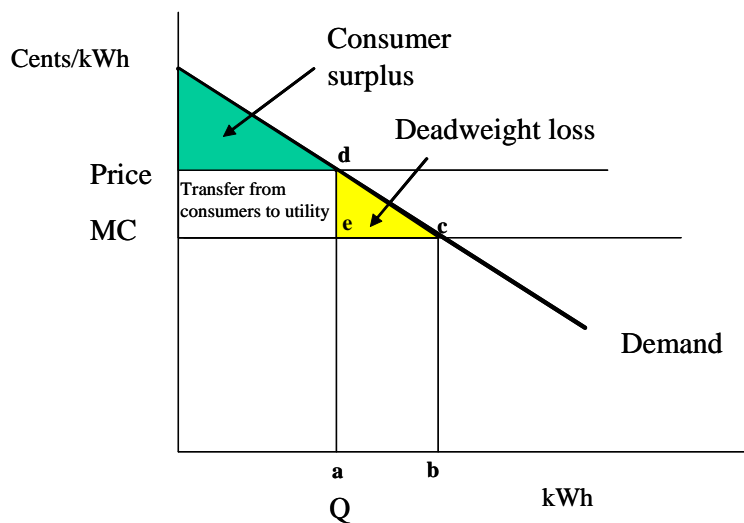 Cents/kWh
Consumer
surplus
Deadweight loss
d
Price
Transfer from
consumers to utility
e
c
MC
Demand
a
b
Q
kWh